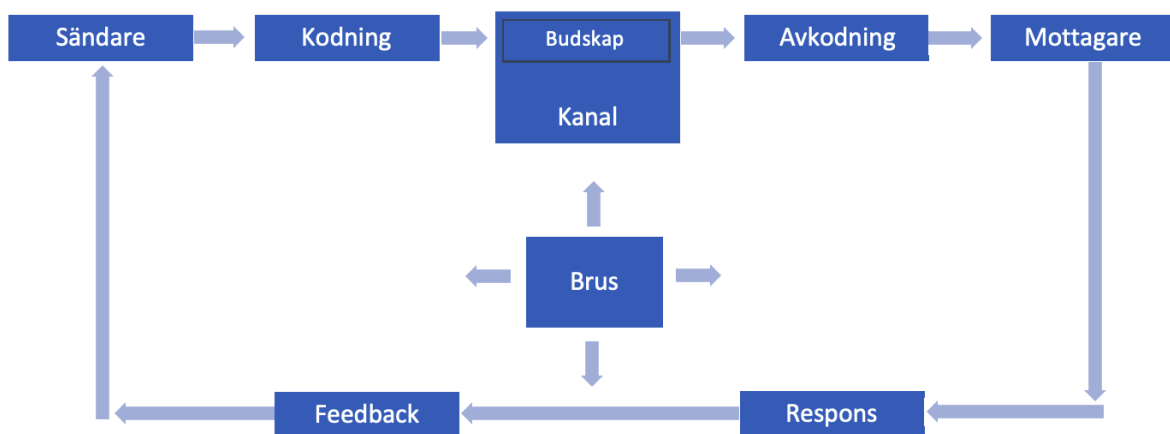 Sändare
Kodning
Budskap
Kanal
Avkodning
Mottagare
Brus
Feedback
Respons